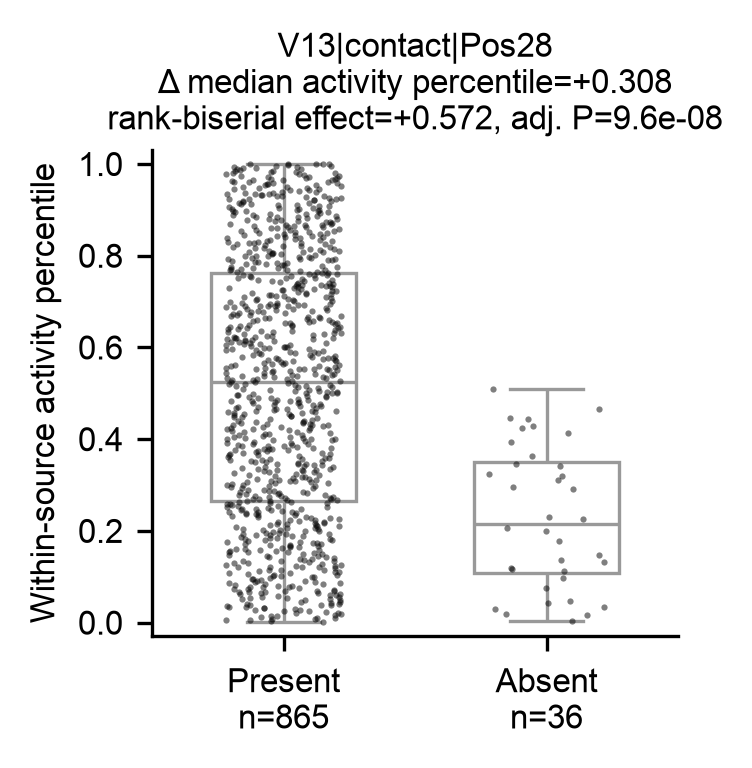 V13|contact|Pos28
Δ median activity percentile=+0.308
rank-biserial effect=+0.572, adj. P=9.6e-08
Within-source activity percentile
1.0
0.8
0.6
0.4
0.2
0.0
Present
n=865
Absent
n=36